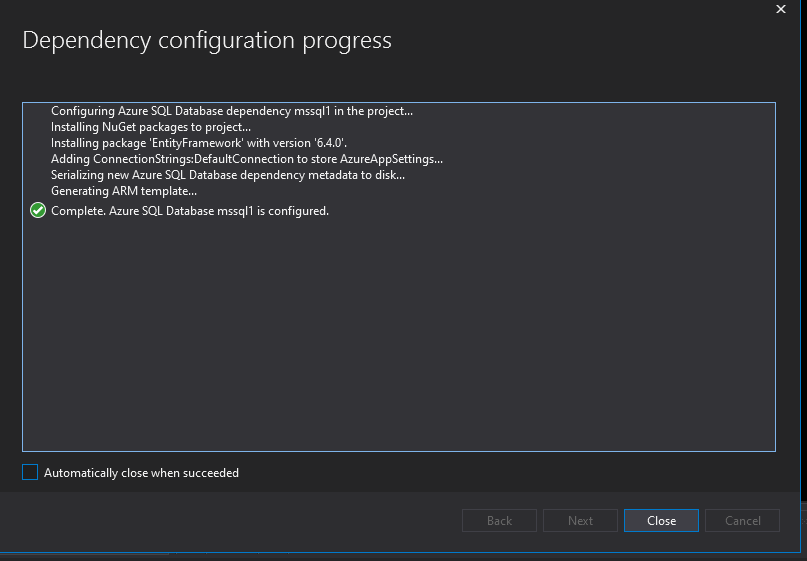 Dependency configuration progress
Configuring Azure SQL Database dependency mssql1 in the project...
Installing NuGet packages to project...
Installing package 'EntityFramework' with version '6.4.0'.
Adding ConnectionStrings:DefaultConnection to store AzureAppSettings...
Serializing new Azure SQL Database dependency metadata to disk...
Generating ARM template...
Complete. Azure SQL Database mssql1 is configured.
Automatically close when succeeded
Back Next Close Cancel